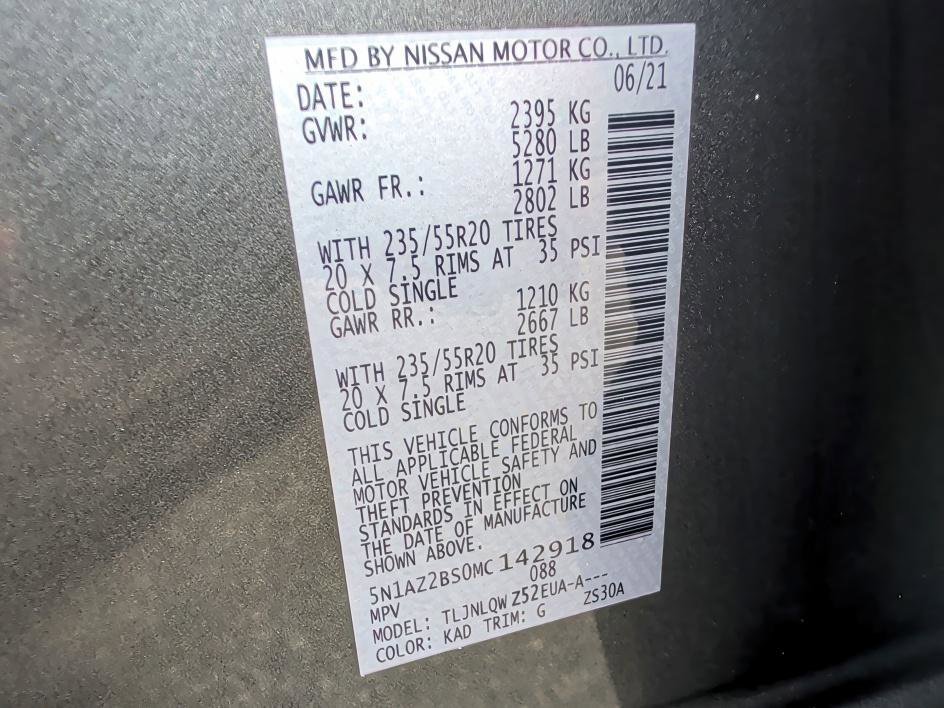 MFD BY NISSAN MOTOR CO., LTD.
DATE: 06/21
GVWR: 2395 KG
5280 LB
GAWR FR.: 1271 KG
2802 LB
WITH 235/55R20 TIRES
20 X 7.5 RIMS AT 35 PSI
COLD SINGLE
GAWR RR.: 1210 KG
2667 LB
WITH 235/55R20 TIRES
20 X 7.5 RIMS AT 35 PSI
COLD SINGLE
THIS VEHICLE CONFORMS TO
ALL APPLICABLE FEDERAL
MOTOR VEHICLE SAFETY AND
THEFT PREVENTION
STANDARDS IN EFFECT ON
THE DATE OF MANUFACTURE
SHOWN ABOVE.
5N1AZ2BS0MC142918
MPV 088
MODEL: TLJNLQWZ52EUA-A---
COLOR: KAD TRIM: G ZS30A